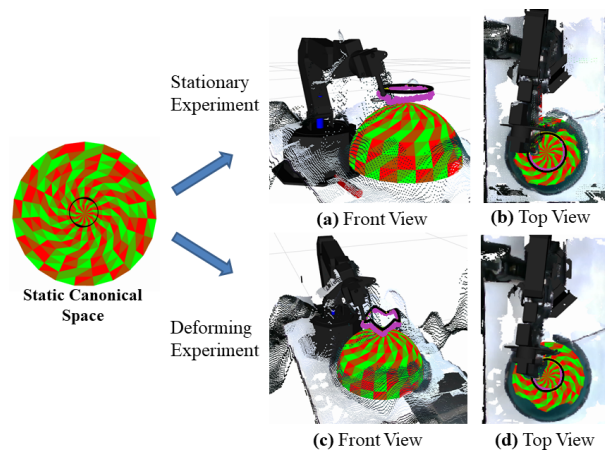 Stationary
Experiment
(a) Front View
(b) Top View
Static Canonical
Space
Deforming
Experiment
(c) Front View
(d) Top View